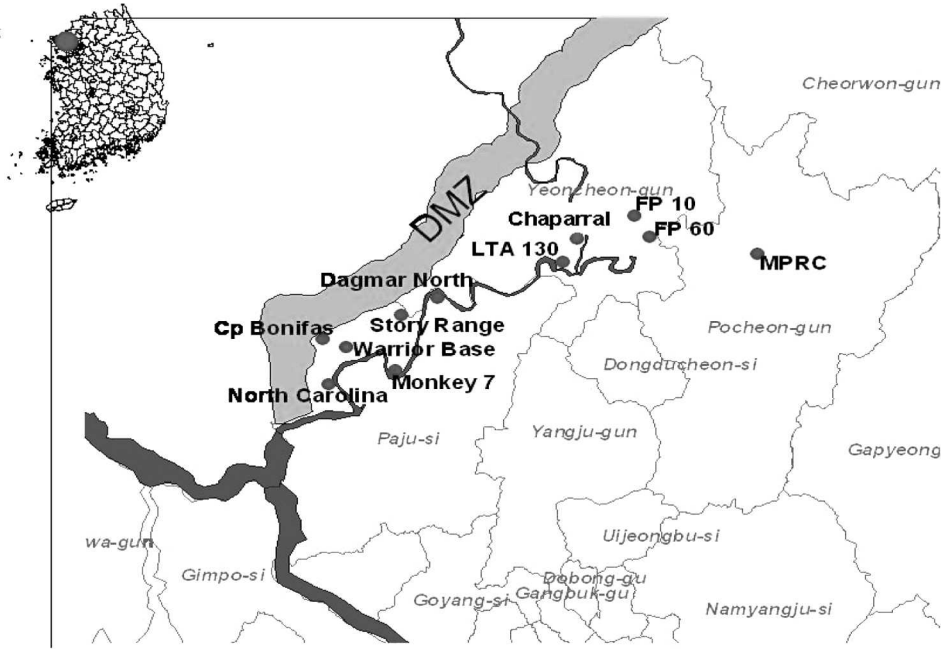 Cheorwon-gun
Yeoncheon-gun
DMZ
FP 10
Chaparral
FP 60
LTA 130
MPRC
Dagmar North
Cp Bonifas
Story Range
Pocheon-gun
Warrior Base
Dongducheon-si
Monkey 7
North Carolina
Paju-si
Yangju-gun
Gapyeong
Uijeongbu-si
wa-gun
Gimpo-si
Dobong-gu
Goyang-si
Gangbuk-gu
Namyangju-si